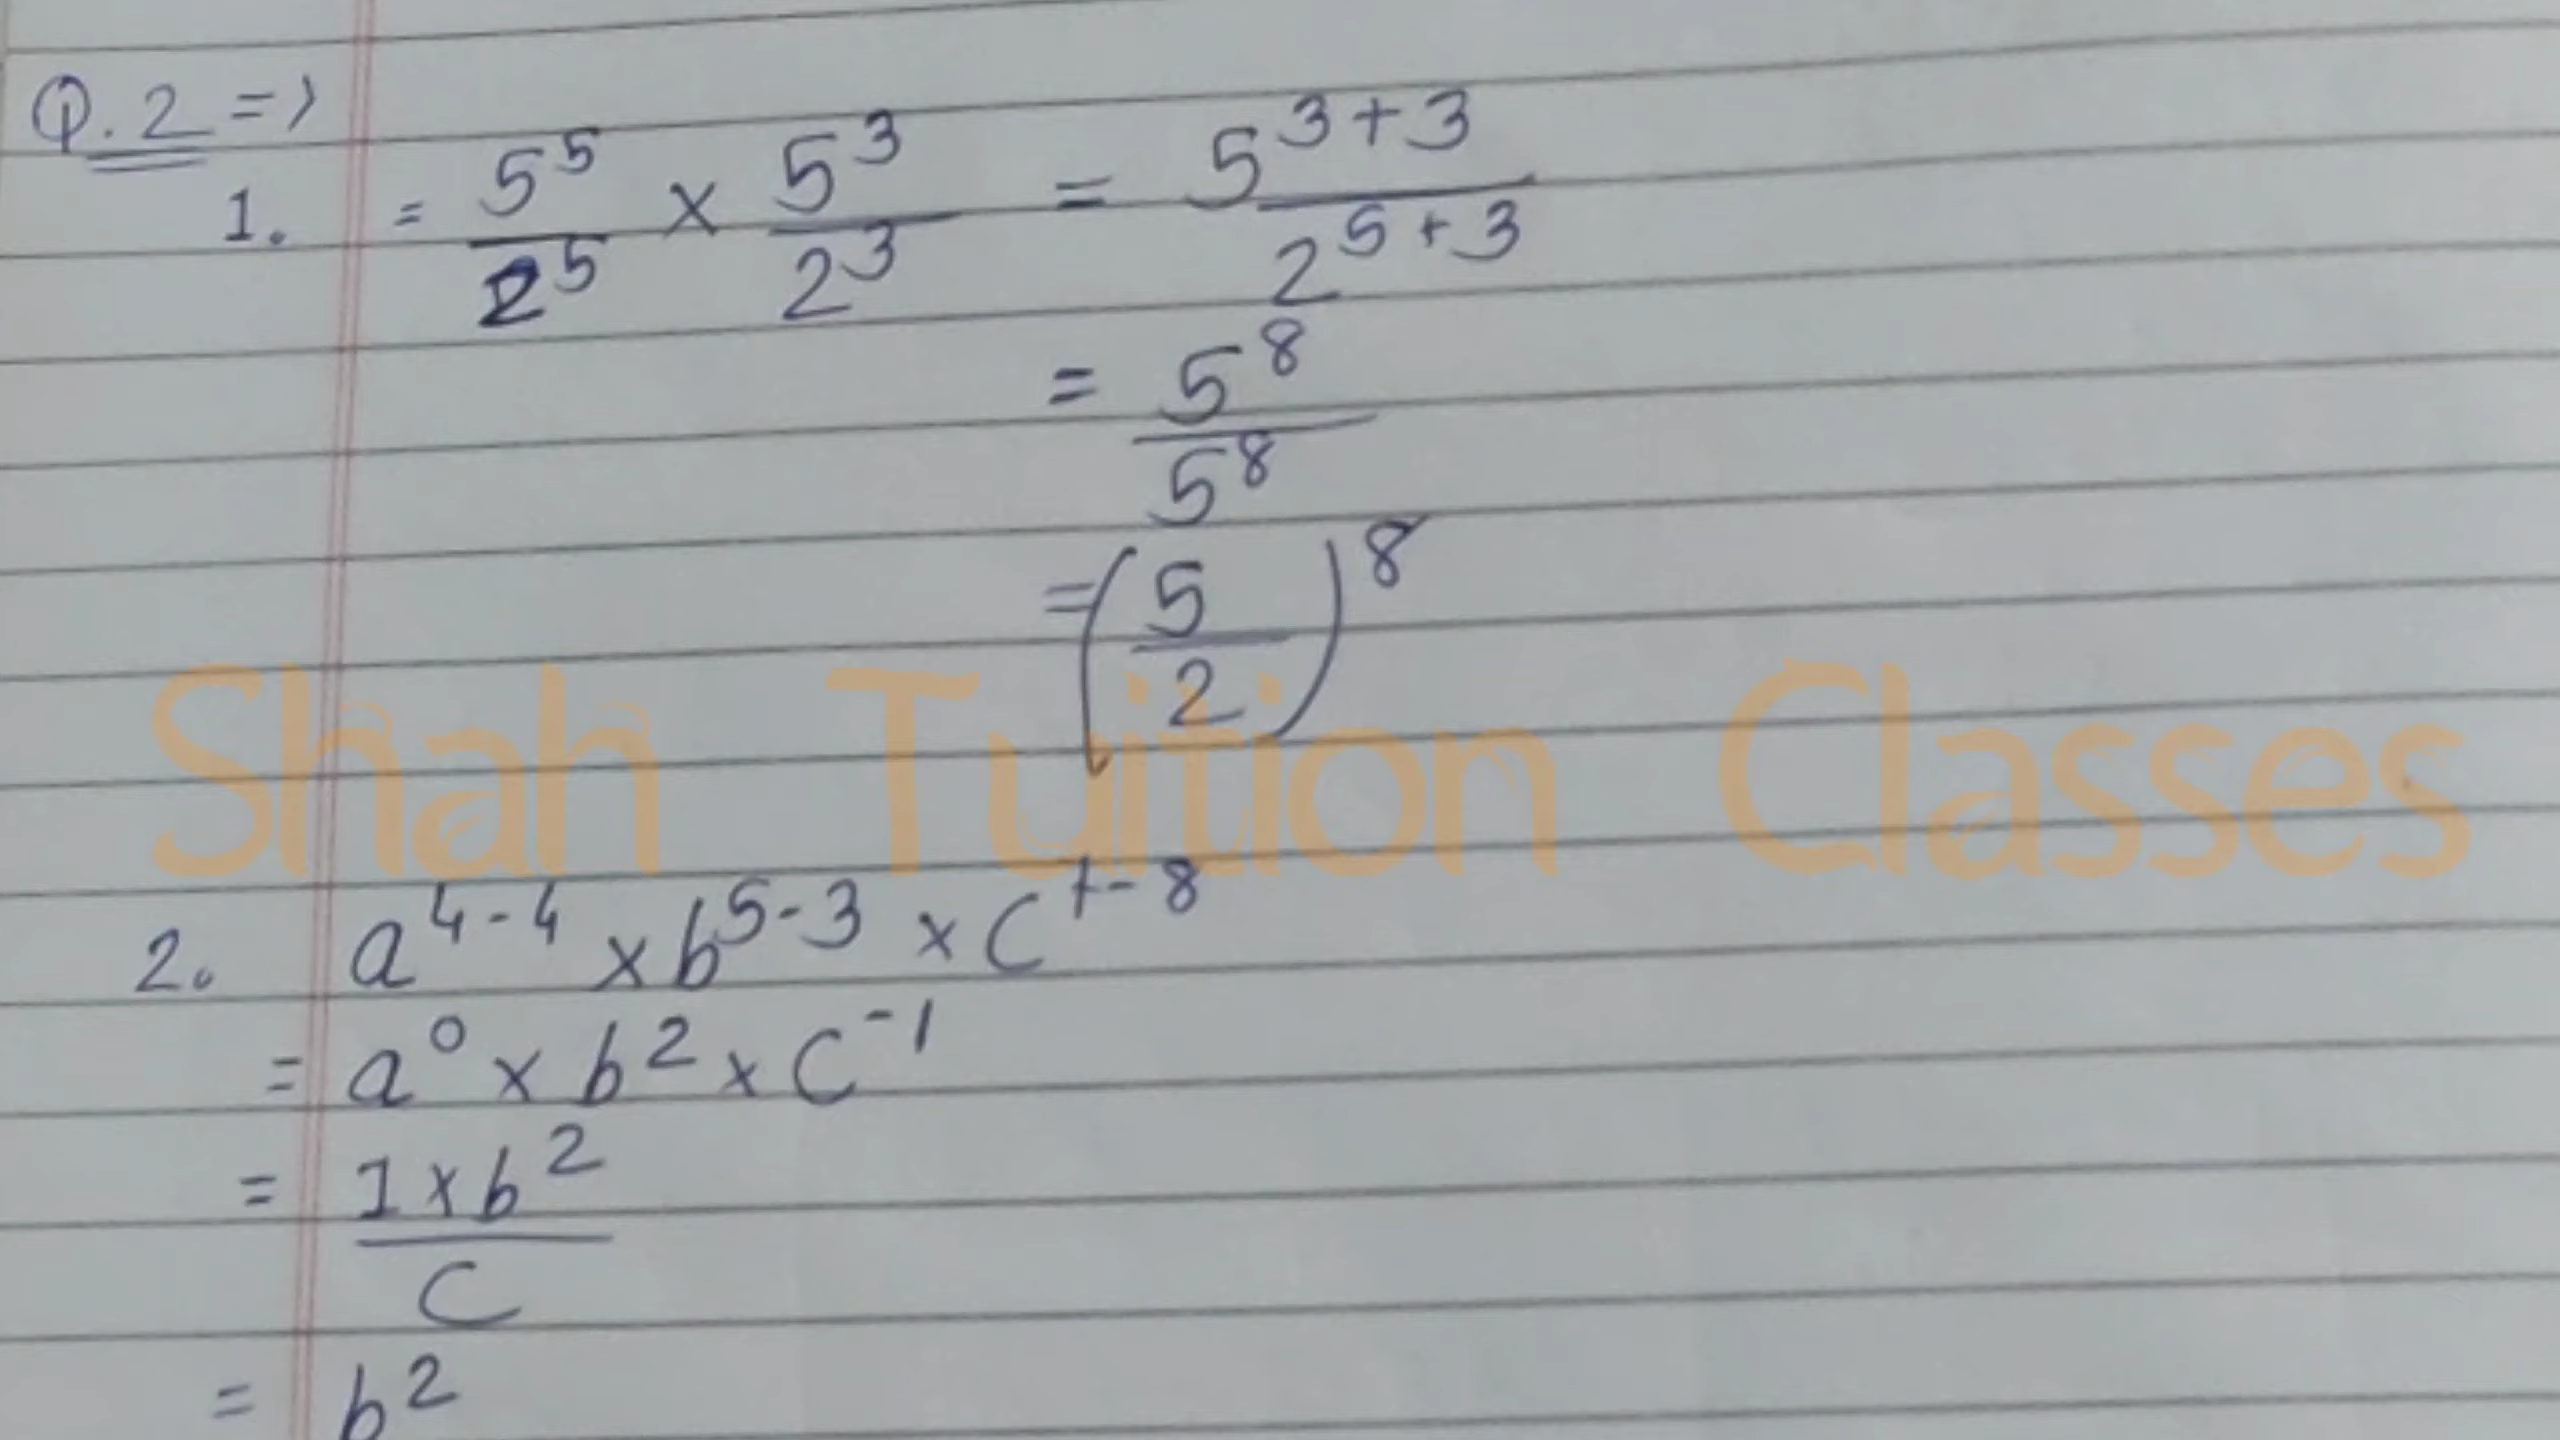 Q.2 =>
1. = 5^5/2^5 × 5^3/2^3 = 5^(3+3)/2^(5+3)
= 5^8/5^8
= (5/2)^8
Shah Tuition Classes
2. a^(4-4) × b^(5-3) × c^(7-8)
= a^0 × b^2 × c^-1
= 1×b^2/c
= b^2